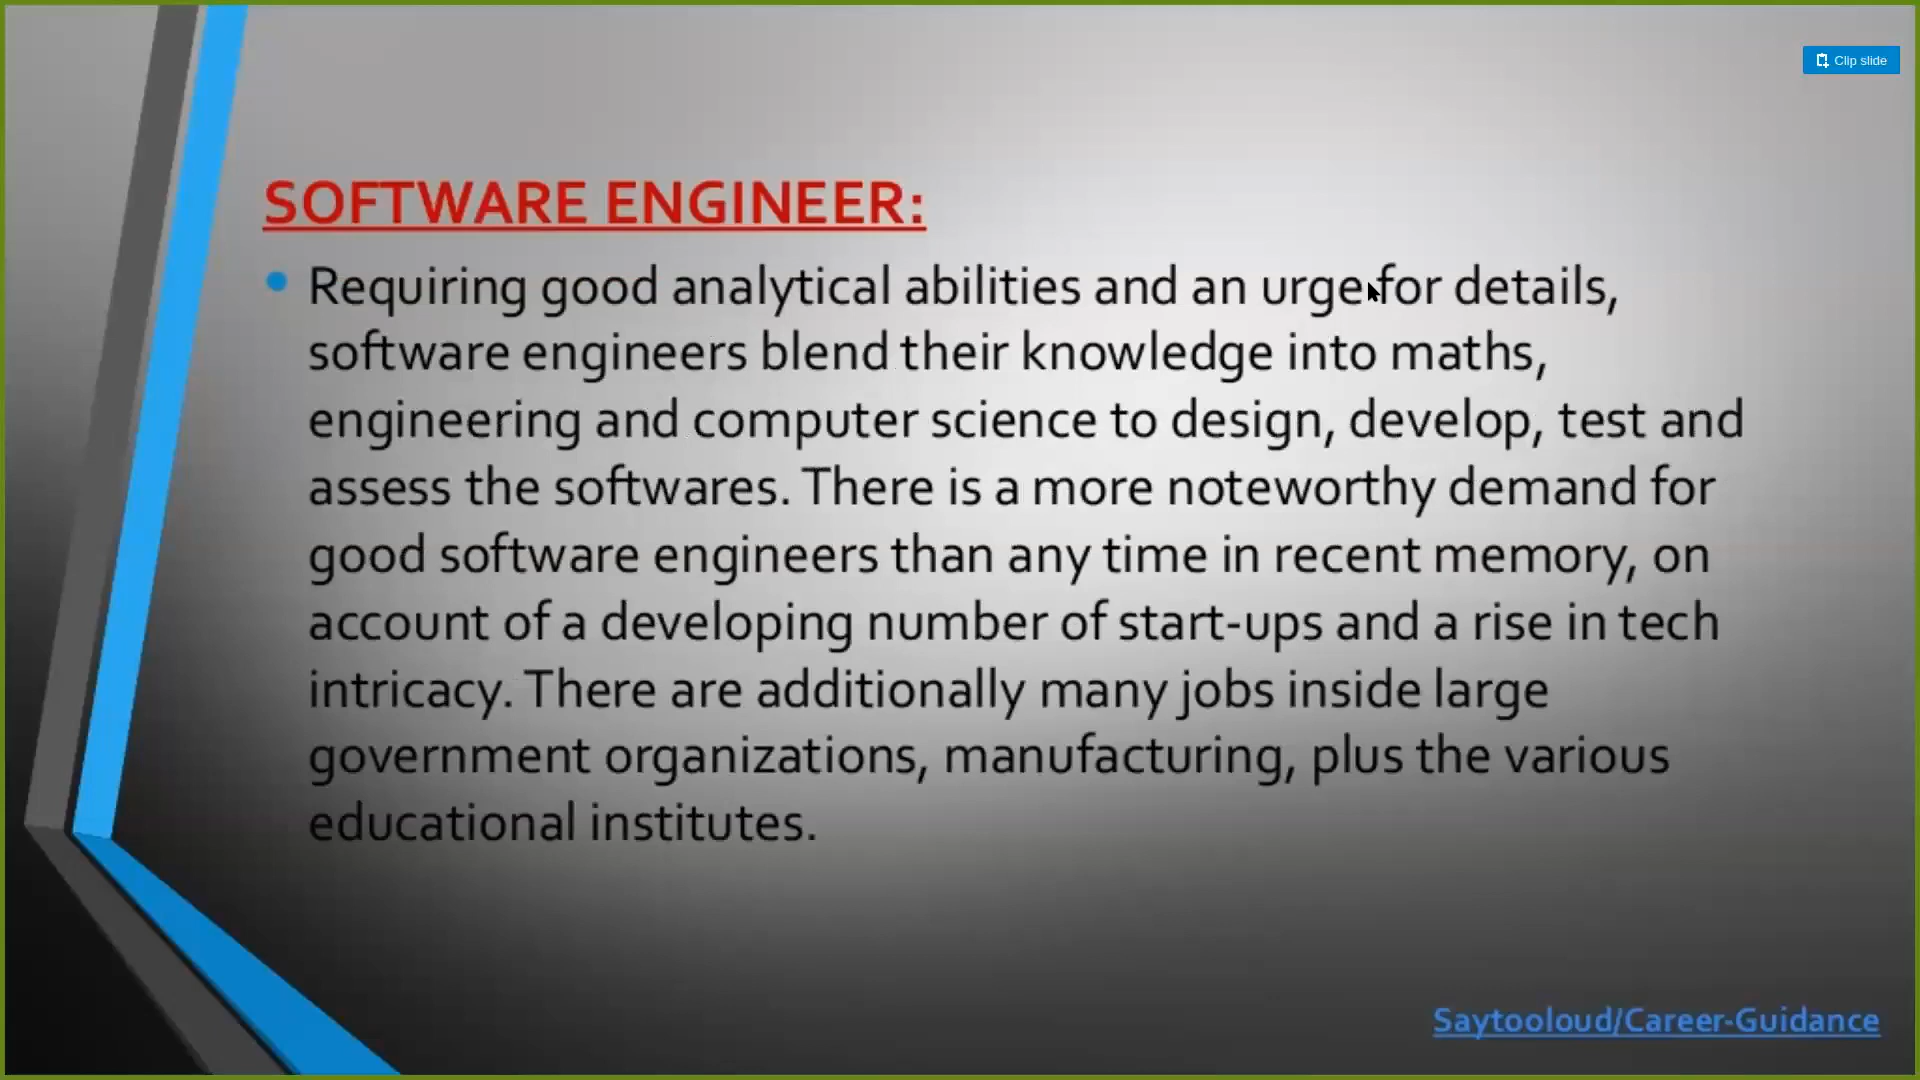 Clip slide
SOFTWARE ENGINEER:
• Requiring good analytical abilities and an urge for details,
software engineers blend their knowledge into maths,
engineering and computer science to design, develop, test and
assess the softwares. There is a more noteworthy demand for
good software engineers than any time in recent memory, on
account of a developing number of start-ups and a rise in tech
intricacy. There are additionally many jobs inside large
government organizations, manufacturing, plus the various
educational institutes.
Saytooloud/Career-Guidance